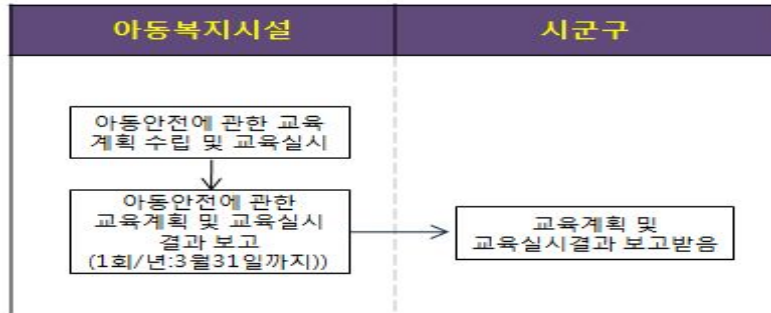 아동복지시설
시군구
아동안전에 관한 교육
계획 수립 및 교육실시
아동안전에 관한
교육계획 및 교육실시
결과 보고
(1회/년:3월31일까지))
교육계획 및
교육실시결과 보고받음